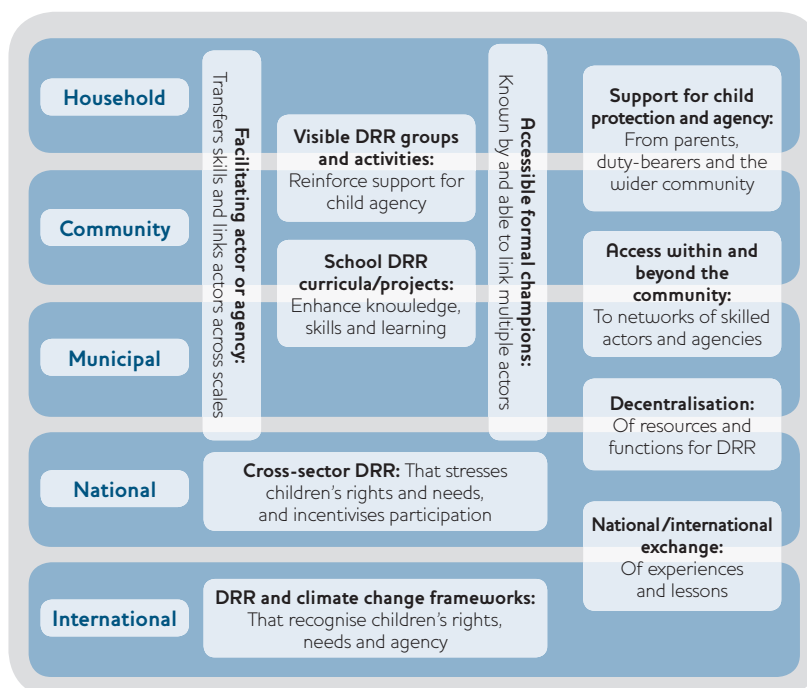 Household
Community
Municipal
National
International
Facilitating actor or agency:
Transfers skills and links actors across scales
Visible DRR groups
and activities:
Reinforce support for
child agency
School DRR
curricula/projects:
Enhance knowledge,
skills and learning
Accessible formal champions:
Known by and able to link multiple actors
Support for child
protection and agency:
From parents,
duty-bearers and the
wider community
Access within and
beyond the
community:
To networks of skilled
actors and agencies
Decentralisation:
Of resources and
functions for DRR
Cross-sector DRR: That stresses
children’s rights and needs,
and incentivises participation
National/international
exchange:
Of experiences
and lessons
DRR and climate change frameworks:
That recognise children’s rights,
needs and agency